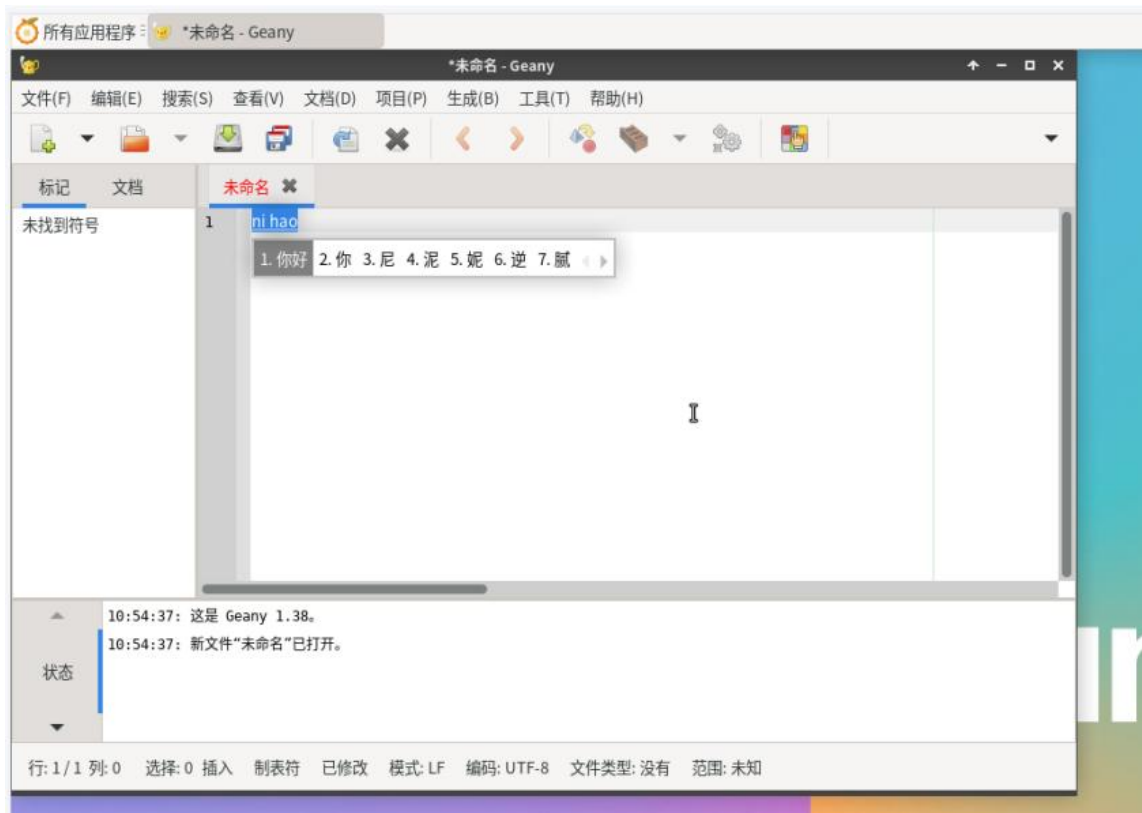 所有应用程序
*未命名 - Geany
*未命名 - Geany
文件(F) 编辑(E) 搜索(S) 查看(V) 文档(D) 项目(P) 生成(B) 工具(T) 帮助(H)
标记 文档 未命名
未找到符号
1 ni hao
1. 你好 2. 你 3. 尼 4. 泥 5. 妮 6. 逆 7. 腻
10:54:37: 这是 Geany 1.38。
10:54:37: 新文件“未命名”已打开。
状态
行: 1 / 1 列: 0 选择: 0 插入 制表符 已修改 模式: LF 编码: UTF-8 文件类型: 没有 范围: 未知